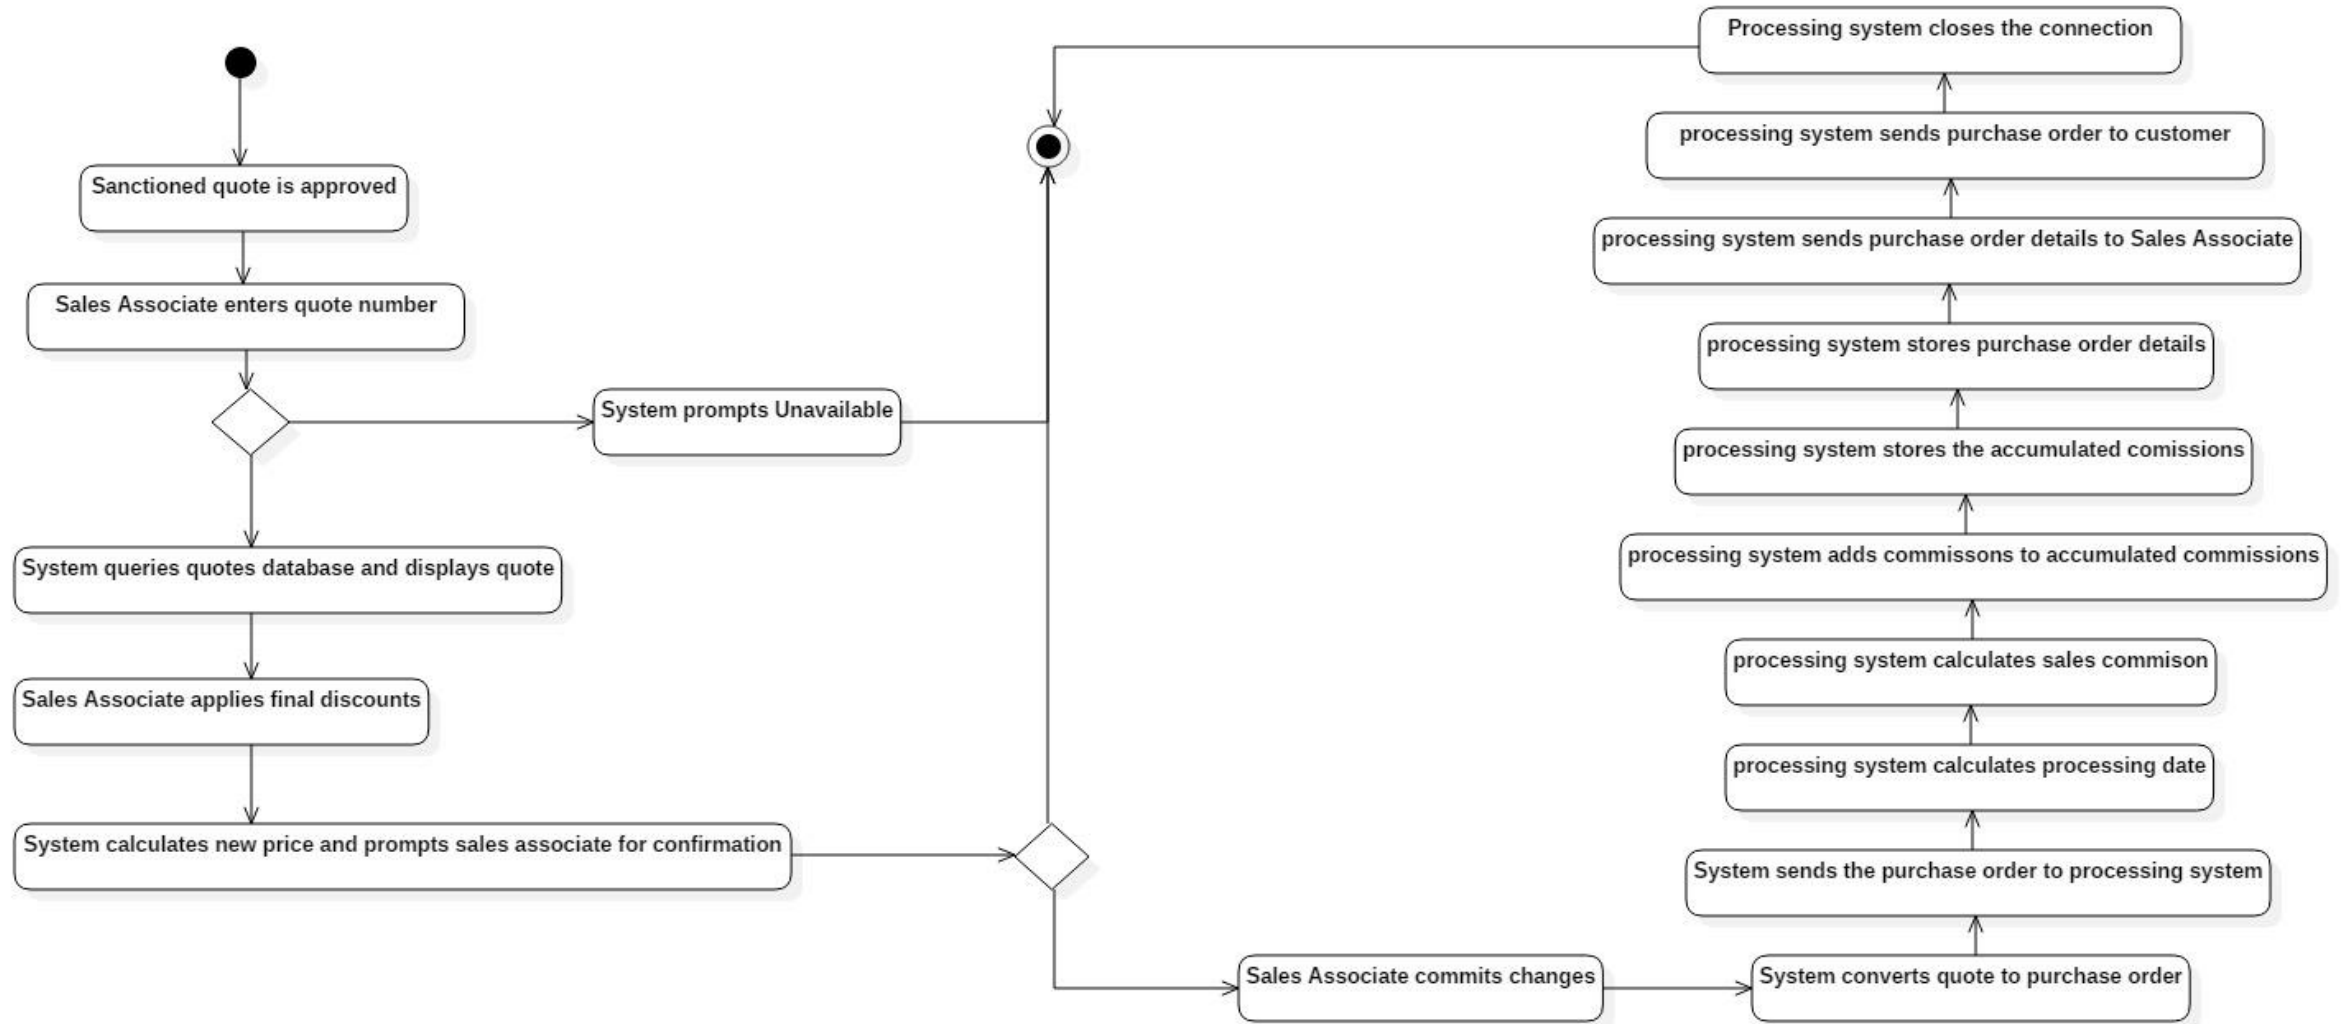 Sanctioned quote is approved
Sales Associate enters quote number
System prompts Unavailable
System queries quotes database and displays quote
Sales Associate applies final discounts
System calculates new price and prompts sales associate for confirmation
Sales Associate commits changes
System converts quote to purchase order
System sends the purchase order to processing system
processing system calculates processing date
processing system calculates sales commison
processing system adds commissons to accumulated commissions
processing system stores the accumulated comissions
processing system stores purchase order details
processing system sends purchase order details to Sales Associate
processing system sends purchase order to customer
Processing system closes the connection